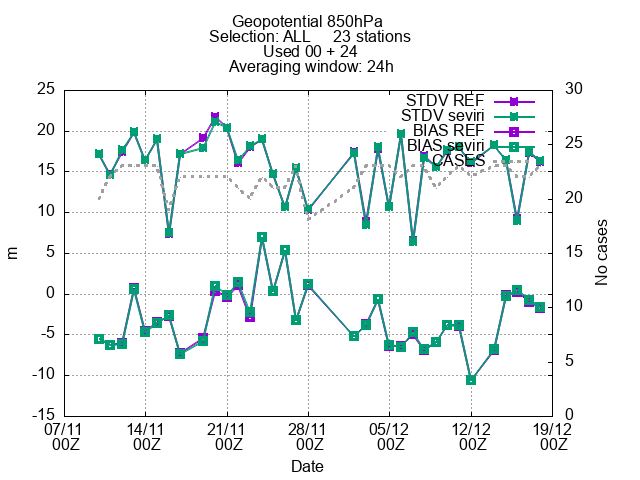 Geopotential 850hPa
Selection: ALL 23 stations
Used 00 + 24
Averaging window: 24h
25
20
15
10
5
0
-5
-10
-15
m
30
25
20
15
10
5
0
No cases
STDV REF
STDV seviri
BIAS REF
BIAS seviri
CASES
07/11 14/11 21/11 28/11 05/12 12/12 19/12
00Z 00Z 00Z 00Z 00Z 00Z 00Z
Date